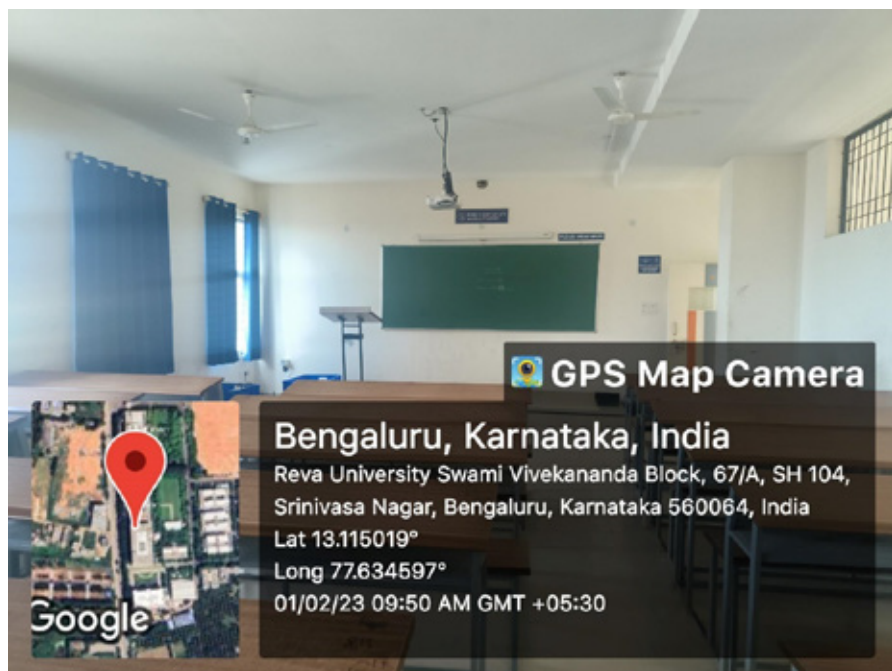 GPS Map Camera
Bengaluru, Karnataka, India
Reva University Swami Vivekananda Block, 67/A, SH 104,
Srinivasa Nagar, Bengaluru, Karnataka 560064, India
Lat 13.115019°
Long 77.634597°
01/02/23 09:50 AM GMT +05:30
Google